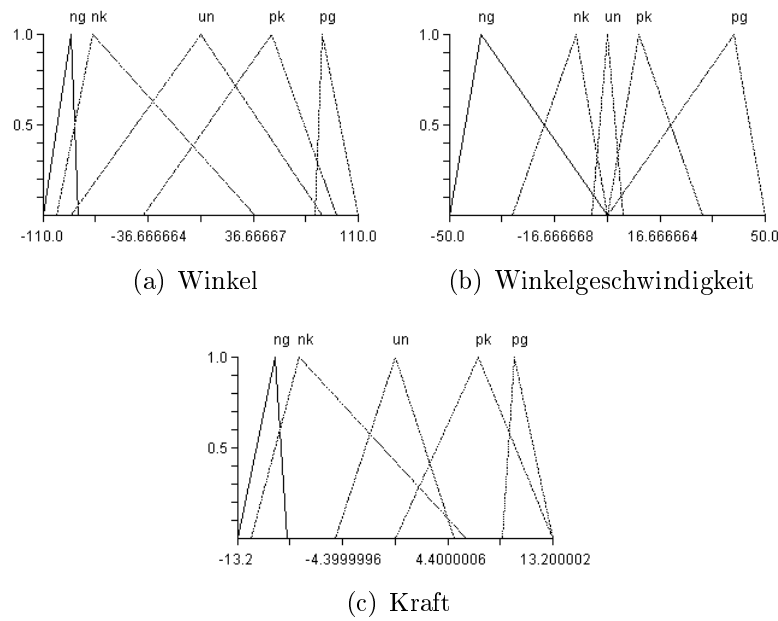 ng nk un pk pg
1.0
0.5
-110.0 -36.666664 36.66667 110.0
(a) Winkel
ng nk un pk pg
1.0
0.5
-50.0 -16.666668 16.666664 50.0
(b) Winkelgeschwindigkeit
ng nk un pk pg
1.0
0.5
-13.2 -4.3999996 4.4000006 13.200002
(c) Kraft